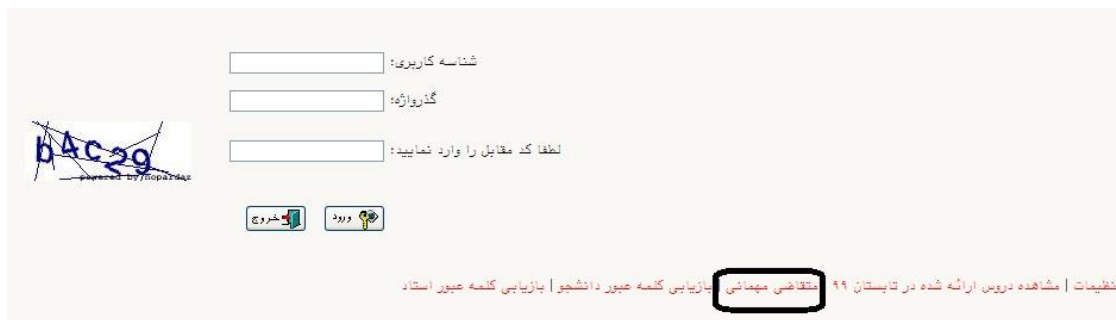 شناسه کاربری:
گذرواژه:
لطفا کد مقابل را وارد نمایید:
b4c29
powered by/nopardaz
ورود
خروج
نظیمات | مشاهده دروس ارائه شده در تابستان ۹۹ | متقاضی مهمانی | بازیابی کلمه عبور دانشجو | بازیابی کلمه عبور استاد